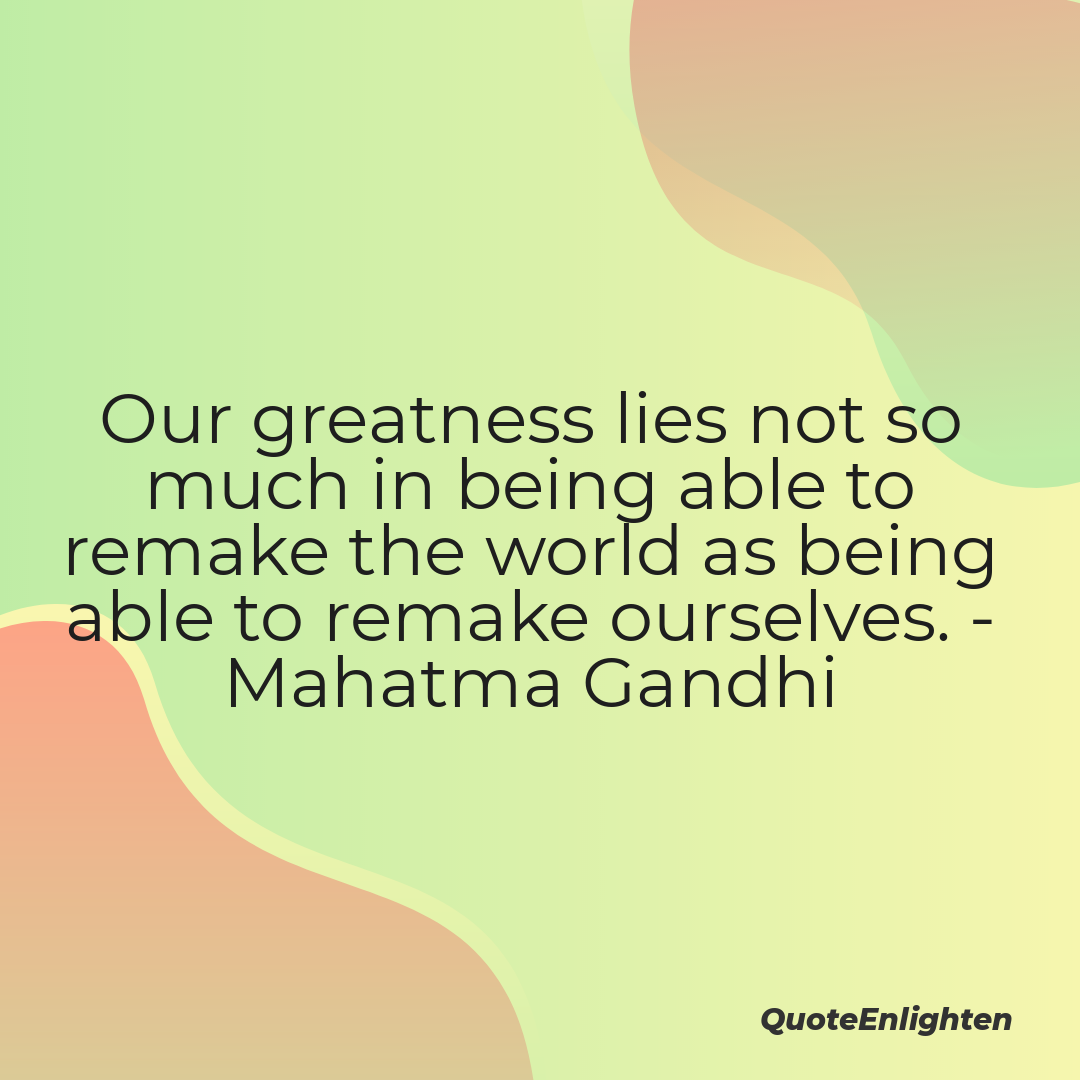 Our greatness lies not so
much in being able to
remake the world as being
able to remake ourselves. -
Mahatma Gandhi
QuoteEnlighten